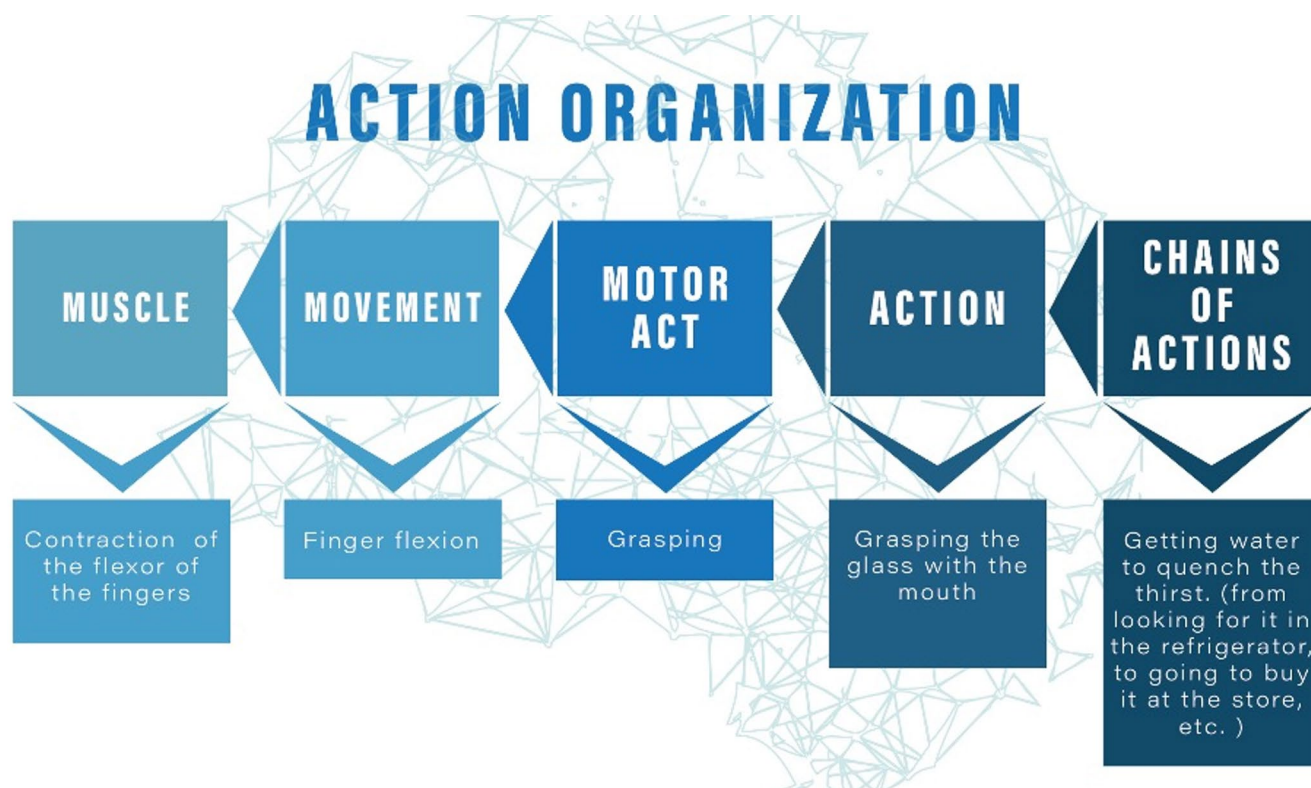 ACTION ORGANIZATION
MUSCLE
MOVEMENT
MOTOR
ACT
ACTION
CHAINS
OF
ACTIONS
Contraction of
the flexor of
the fingers
Finger flexion
Grasping
Grasping the
glass with the
mouth
Getting water
to quench the
thirst. (from
looking for it in
the refrigerator,
to going to buy
it at the store,
etc. )